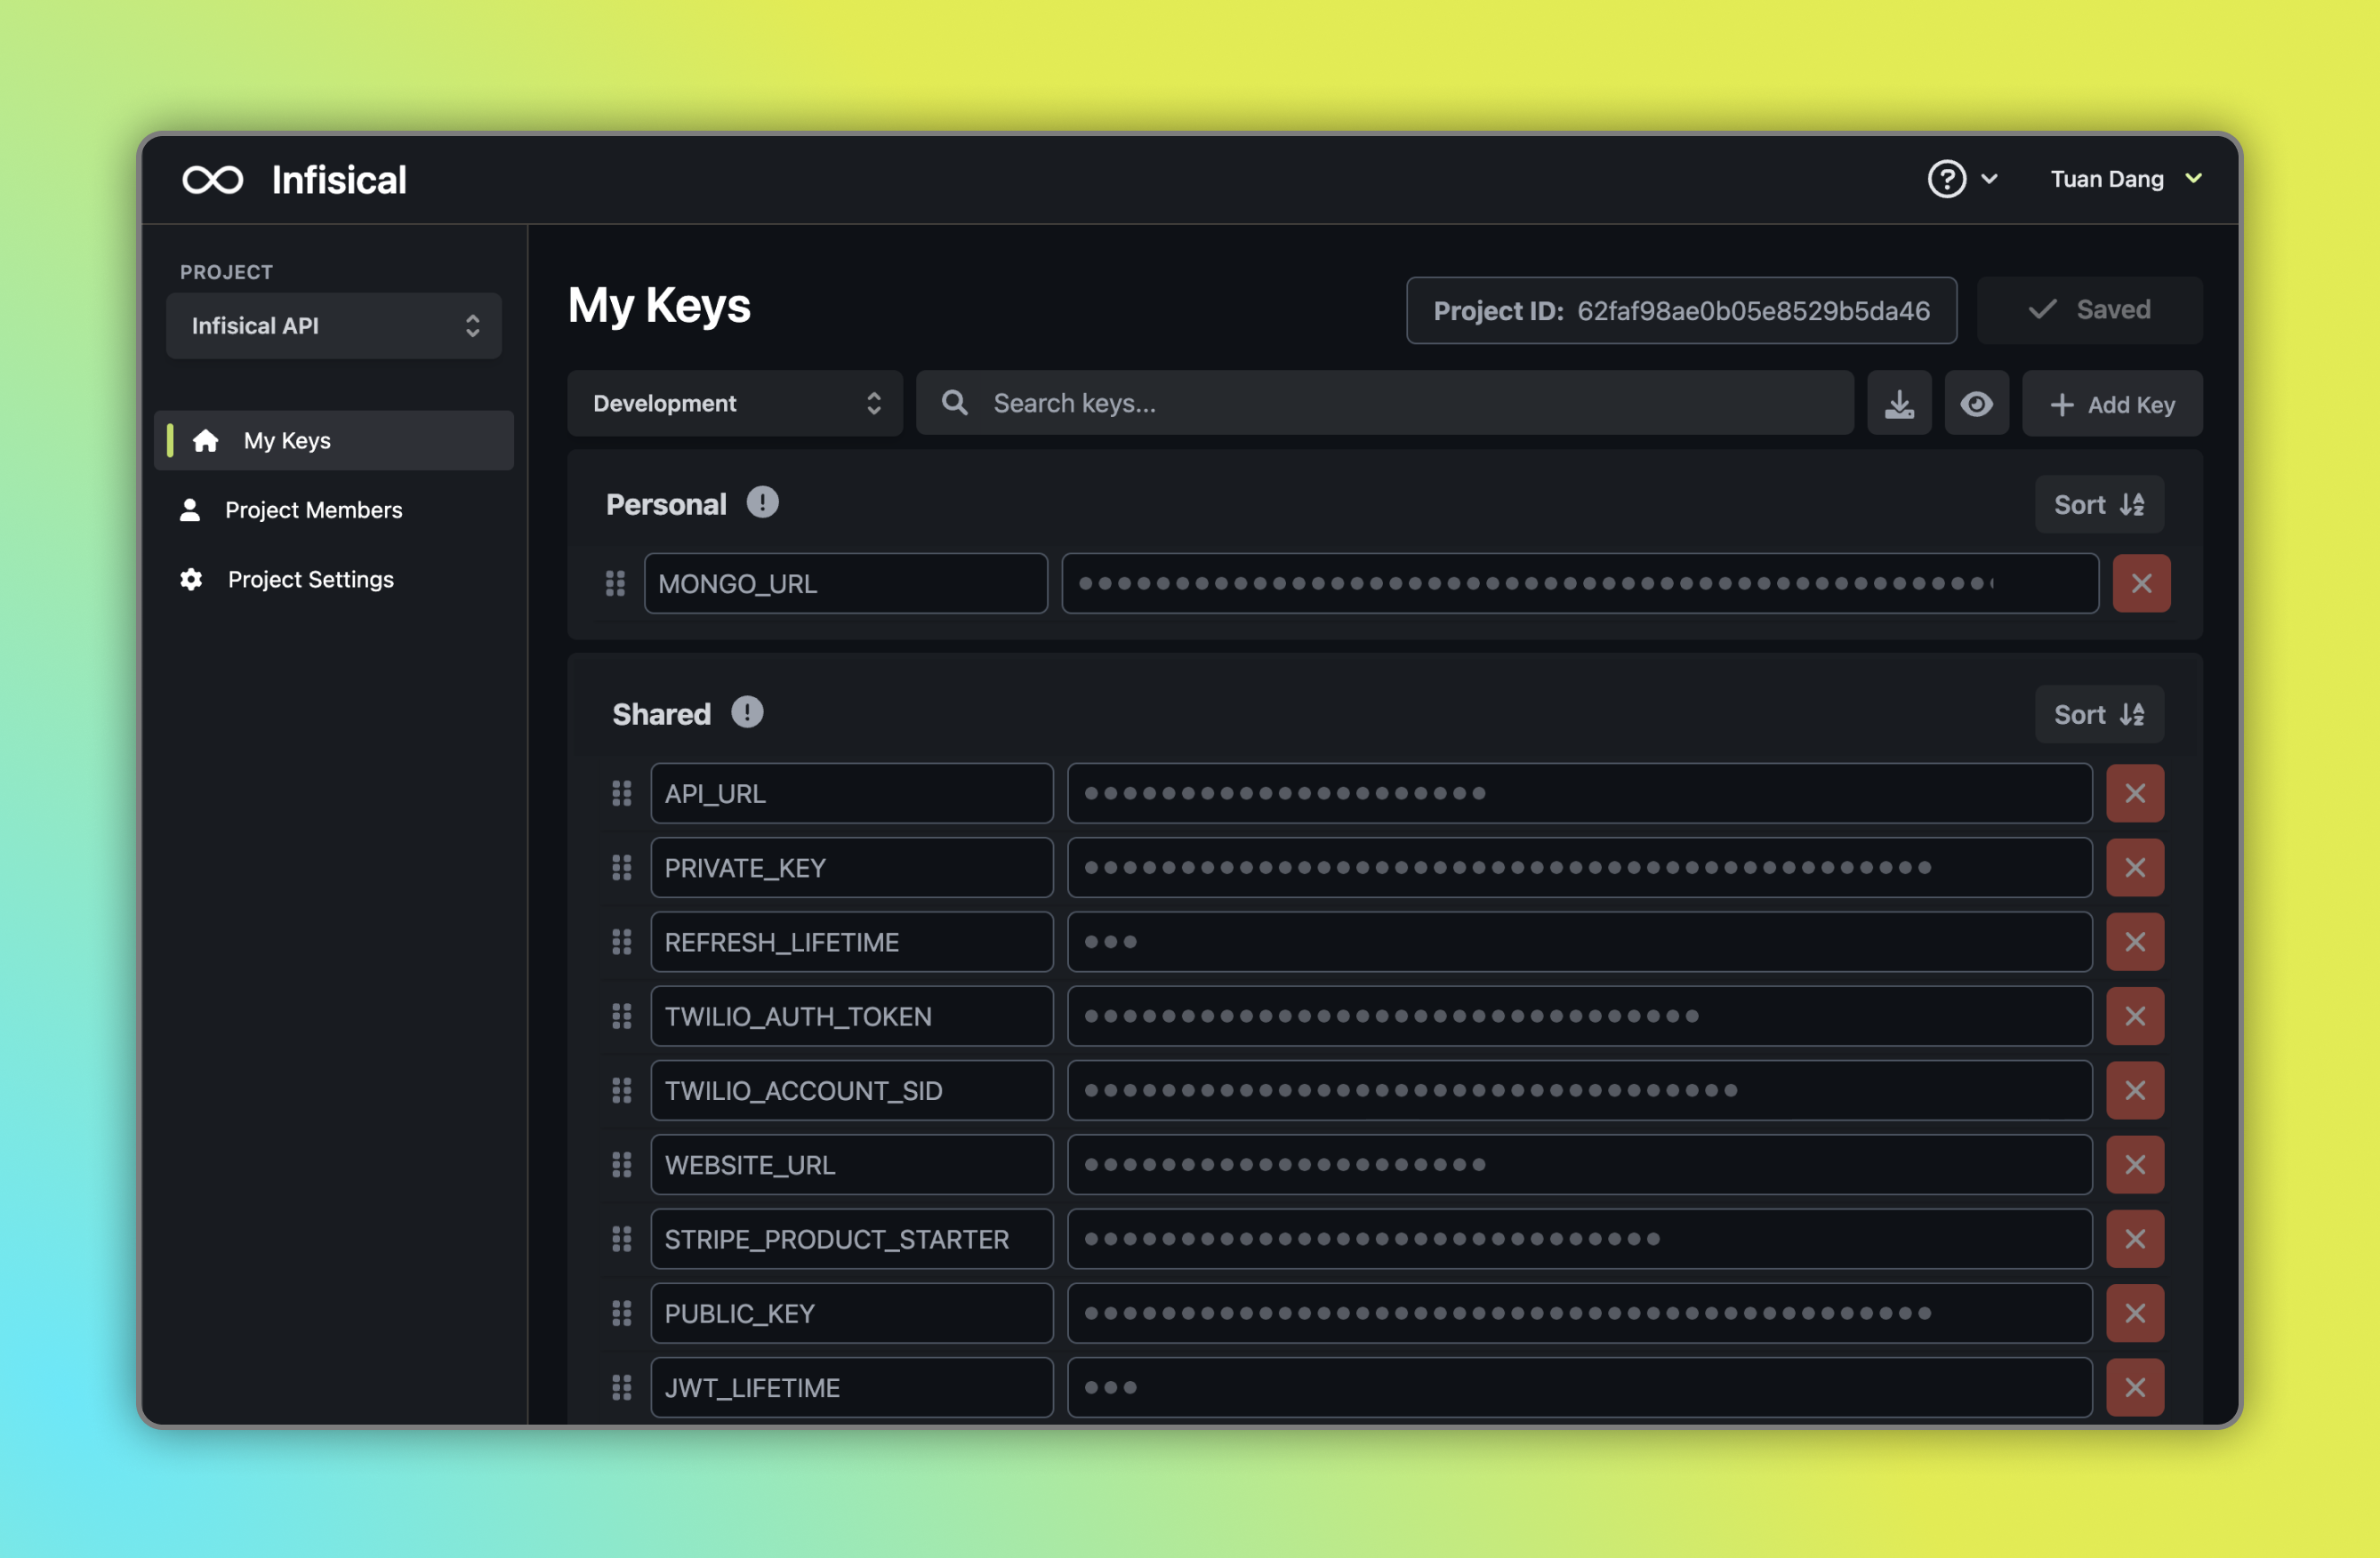 Infisical
Tuan Dang
PROJECT
Infisical API
My Keys
Project Members
Project Settings
My Keys
Project ID: 62faf98ae0b05e8529b5da46
Saved
Development
Search keys...
Add Key
Personal
Sort
MONGO_URL
Shared
Sort
API_URL
PRIVATE_KEY
REFRESH_LIFETIME
TWILIO_AUTH_TOKEN
TWILIO_ACCOUNT_SID
WEBSITE_URL
STRIPE_PRODUCT_STARTER
PUBLIC_KEY
JWT_LIFETIME